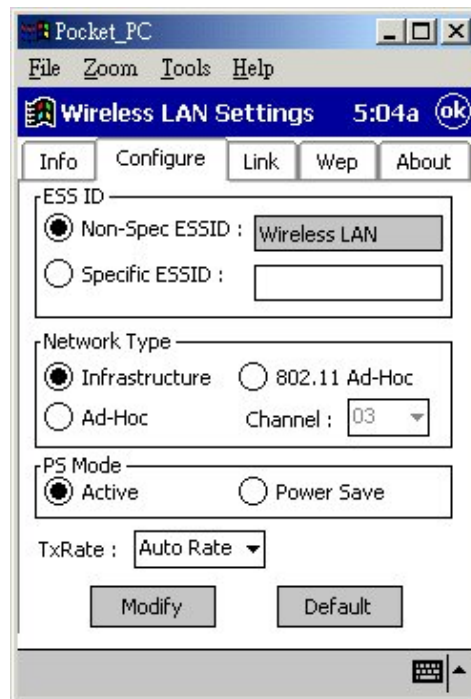 Pocket_PC
File Zoom Tools Help
Wireless LAN Settings 5:04a ok
Info Configure Link Wep About
ESS ID
Non-Spec ESSID : Wireless LAN
Specific ESSID :
Network Type
Infrastructure 802.11 Ad-Hoc
Ad-Hoc Channel : 03
PS Mode
Active Power Save
TxRate : Auto Rate
Modify Default